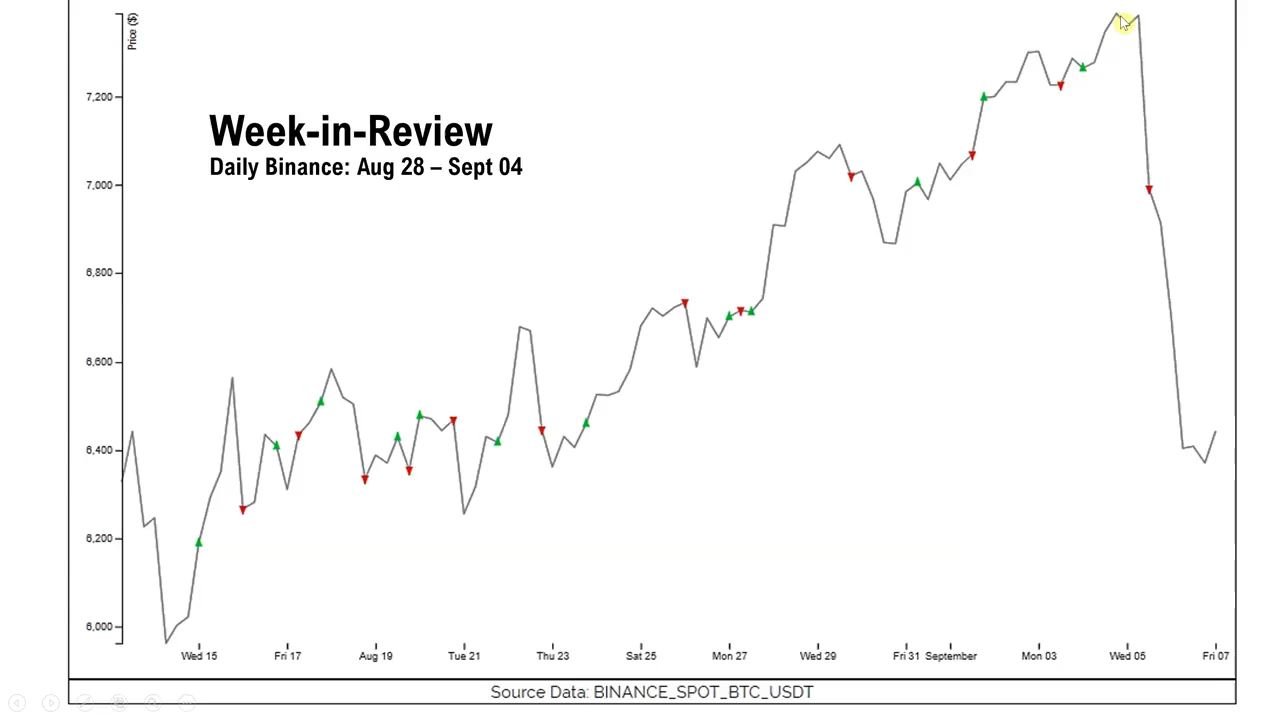 Price ($)
Week-in-Review
Daily Binance: Aug 28 – Sept 04
7,200
7,000
6,800
6,600
6,400
6,200
6,000
Wed 15 Fri 17 Aug 19 Tue 21 Thu 23 Sat 25 Mon 27 Wed 29 Fri 31 September Mon 03 Wed 05 Fri 07
Source Data: BINANCE_SPOT_BTC_USDT